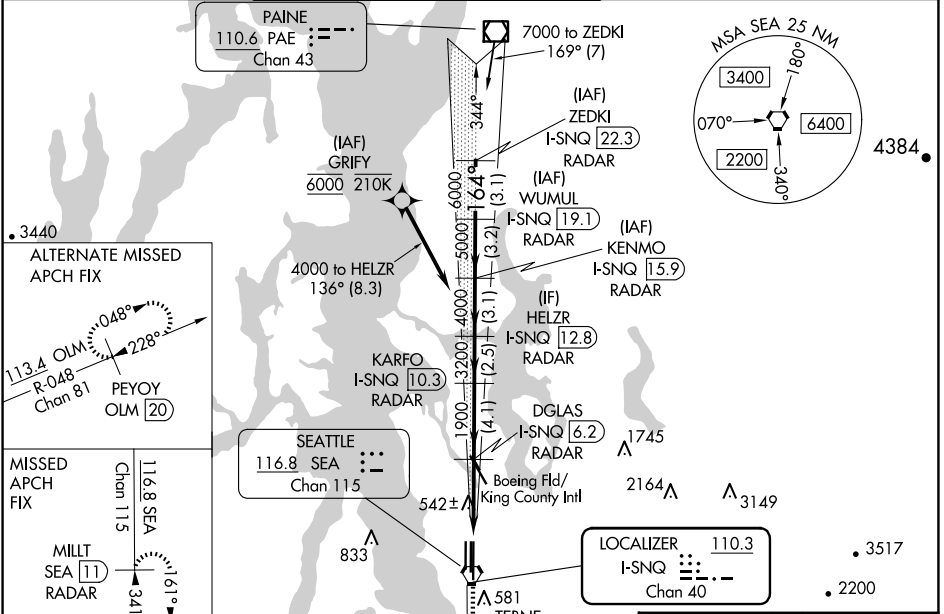 PAINE
110.6 PAE
Chan 43
7000 to ZEDKI
169° (7)
344°
(IAF)
ZEDKI
I-SNQ 22.3
RADAR
MSA SEA 25 NM
3400
180°
070°
6400
2200
340°
4384
(IAF)
GRIFY
6000 210K
6000
164°
(3.1)
(IAF)
WUMUL
I-SNQ 19.1
RADAR
5000
(3.2)
(IAF)
KENMO
I-SNQ 15.9
RADAR
3440
4000 to HELZR
136° (8.3)
4000
(3.1)
(IF)
HELZR
I-SNQ 12.8
RADAR
ALTERNATE MISSED
APCH FIX
048°
228°
113.4 OLM
R-048
Chan 81
PEYOY
OLM 20
KARFO
I-SNQ 10.3
RADAR
3200
(2.5)
1900
(4.1)
DGLAS
I-SNQ 6.2
RADAR
1745
SEATTLE
116.8 SEA
Chan 115
Boeing Fld/
King County Intl
542±
2164
3149
MISSED
APCH
FIX
116.8 SEA
Chan 115
MILLT
SEA 11
RADAR
161°
341
833
LOCALIZER 110.3
I-SNQ
Chan 40
3517
2200
581